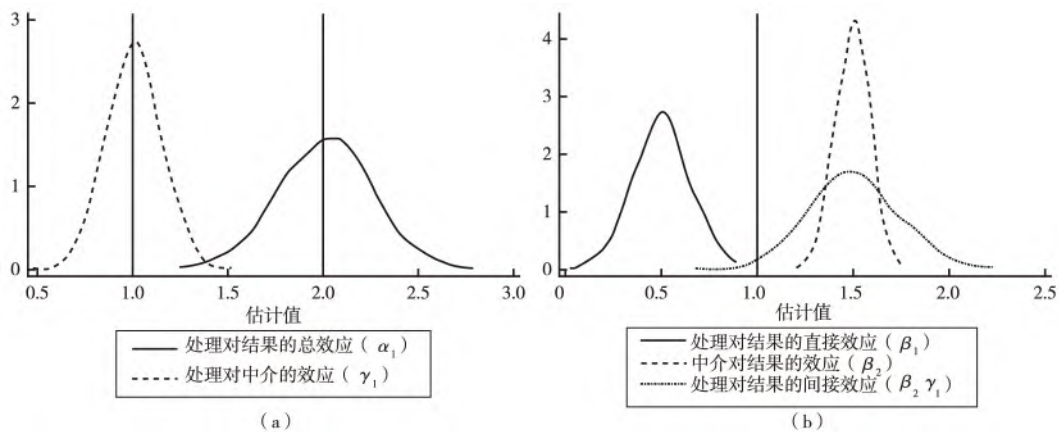 3
2
1
0
0.5 1.0 1.5 2.0 2.5 3.0
估计值
处理对结果的总效应（α₁）
处理对中介的效应（γ₁）
（a）
4
3
2
1
0
0 0.5 1.0 1.5 2.0 2.5
估计值
处理对结果的直接效应（β₁）
中介对结果的效应（β₂）
处理对结果的间接效应（β₂γ₁）
（b）